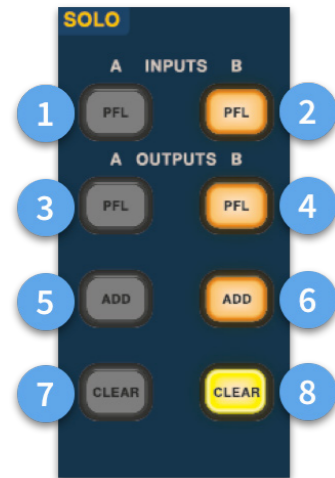 SOLO
A INPUTS B
1 PFL PFL 2
A OUTPUTS B
3 PFL PFL 4
5 ADD ADD 6
7 CLEAR CLEAR 8